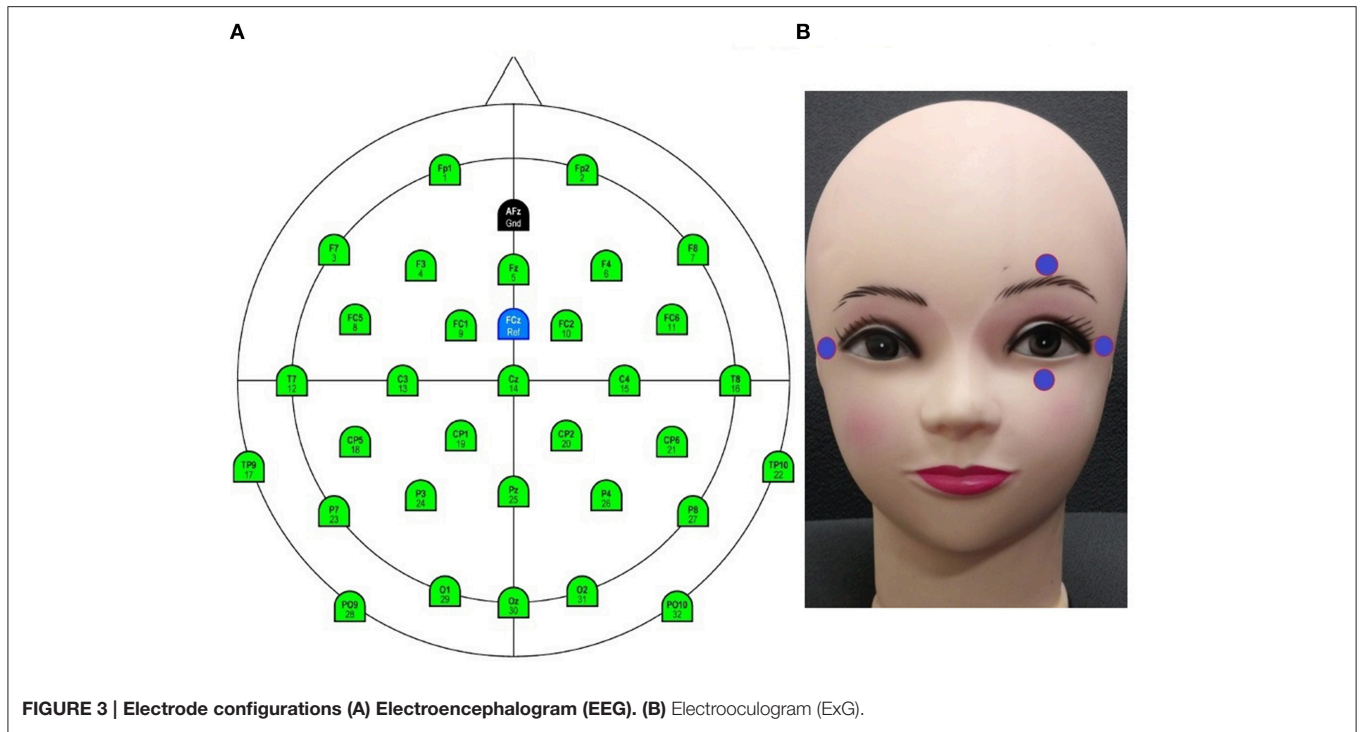 A
B
Fp1
1
Fp2
2
AFz
Gnd
F7
3
F3
4
Fz
5
F4
6
F8
7
FC5
8
FC1
9
FCz
Ref
FC2
10
FC6
11
T7
12
C3
13
Cz
14
C4
15
T8
16
CP5
18
CP1
19
CP2
20
CP6
21
TP9
17
TP10
22
P7
23
P3
24
Pz
25
P4
26
P8
27
PO9
28
O1
29
Oz
30
O2
31
PO10
32
FIGURE 3 | Electrode configurations (A) Electroencephalogram (EEG). (B) Electrooculogram (ExG).